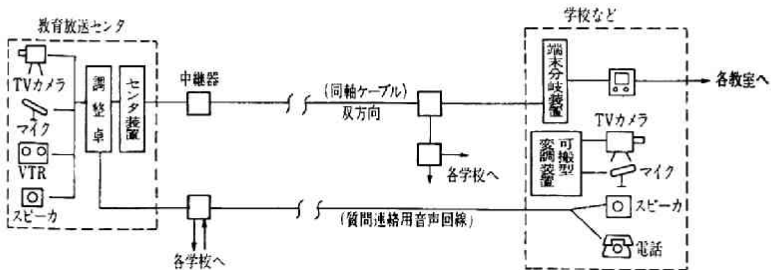 教育放送センタ
TVカメラ
マイク
VTR
スピーカ
調整卓
センタ装置
中継器
(同軸ケーブル)
双方向
各学校へ
(質問連絡用音声回線)
各学校へ
学校など
端末分岐装置
各教室へ
TVカメラ
可搬型
変調装置
マイク
スピーカ
電話